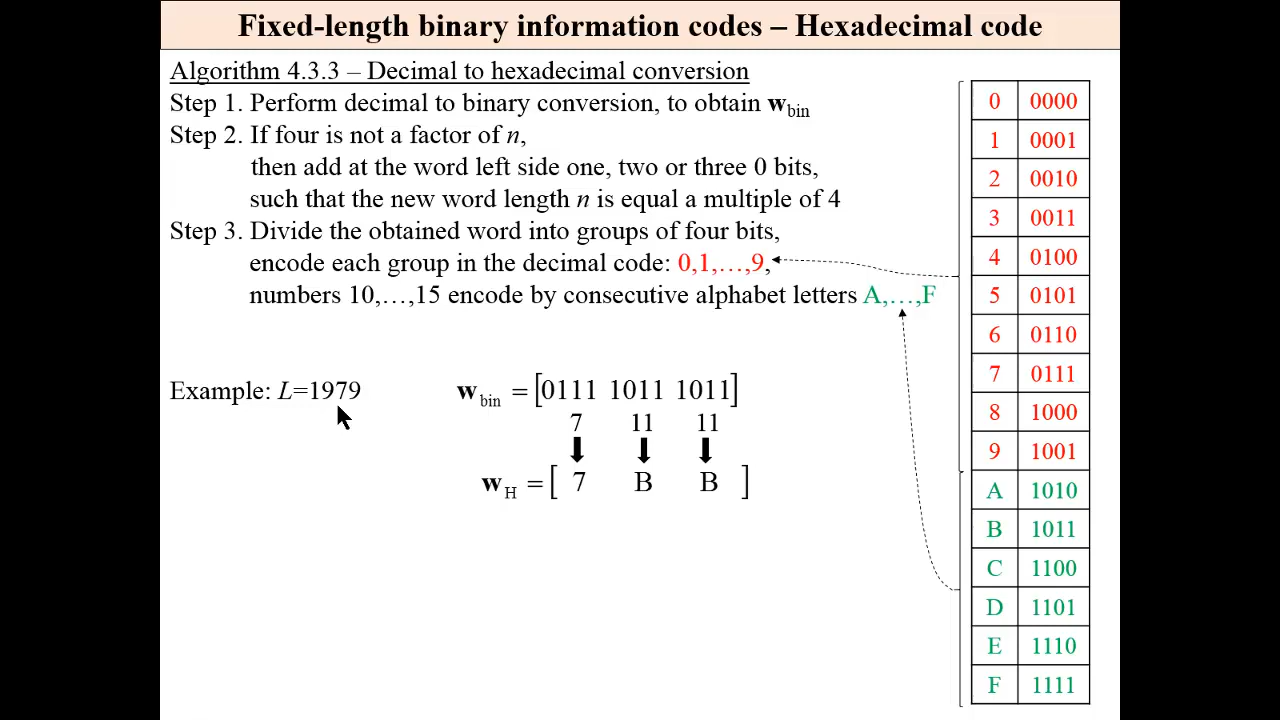 Fixed-length binary information codes – Hexadecimal code
Algorithm 4.3.3 – Decimal to hexadecimal conversion
Step 1. Perform decimal to binary conversion, to obtain wbin
Step 2. If four is not a factor of n,
then add at the word left side one, two or three 0 bits,
such that the new word length n is equal a multiple of 4
Step 3. Divide the obtained word into groups of four bits,
encode each group in the decimal code: 0,1,…,9,
numbers 10,…,15 encode by consecutive alphabet letters A,…,F
Example: L=1979
wbin = [0111 1011 1011]
7 11 11
wH = [ 7 B B ]
0 0000
1 0001
2 0010
3 0011
4 0100
5 0101
6 0110
7 0111
8 1000
9 1001
A 1010
B 1011
C 1100
D 1101
E 1110
F 1111